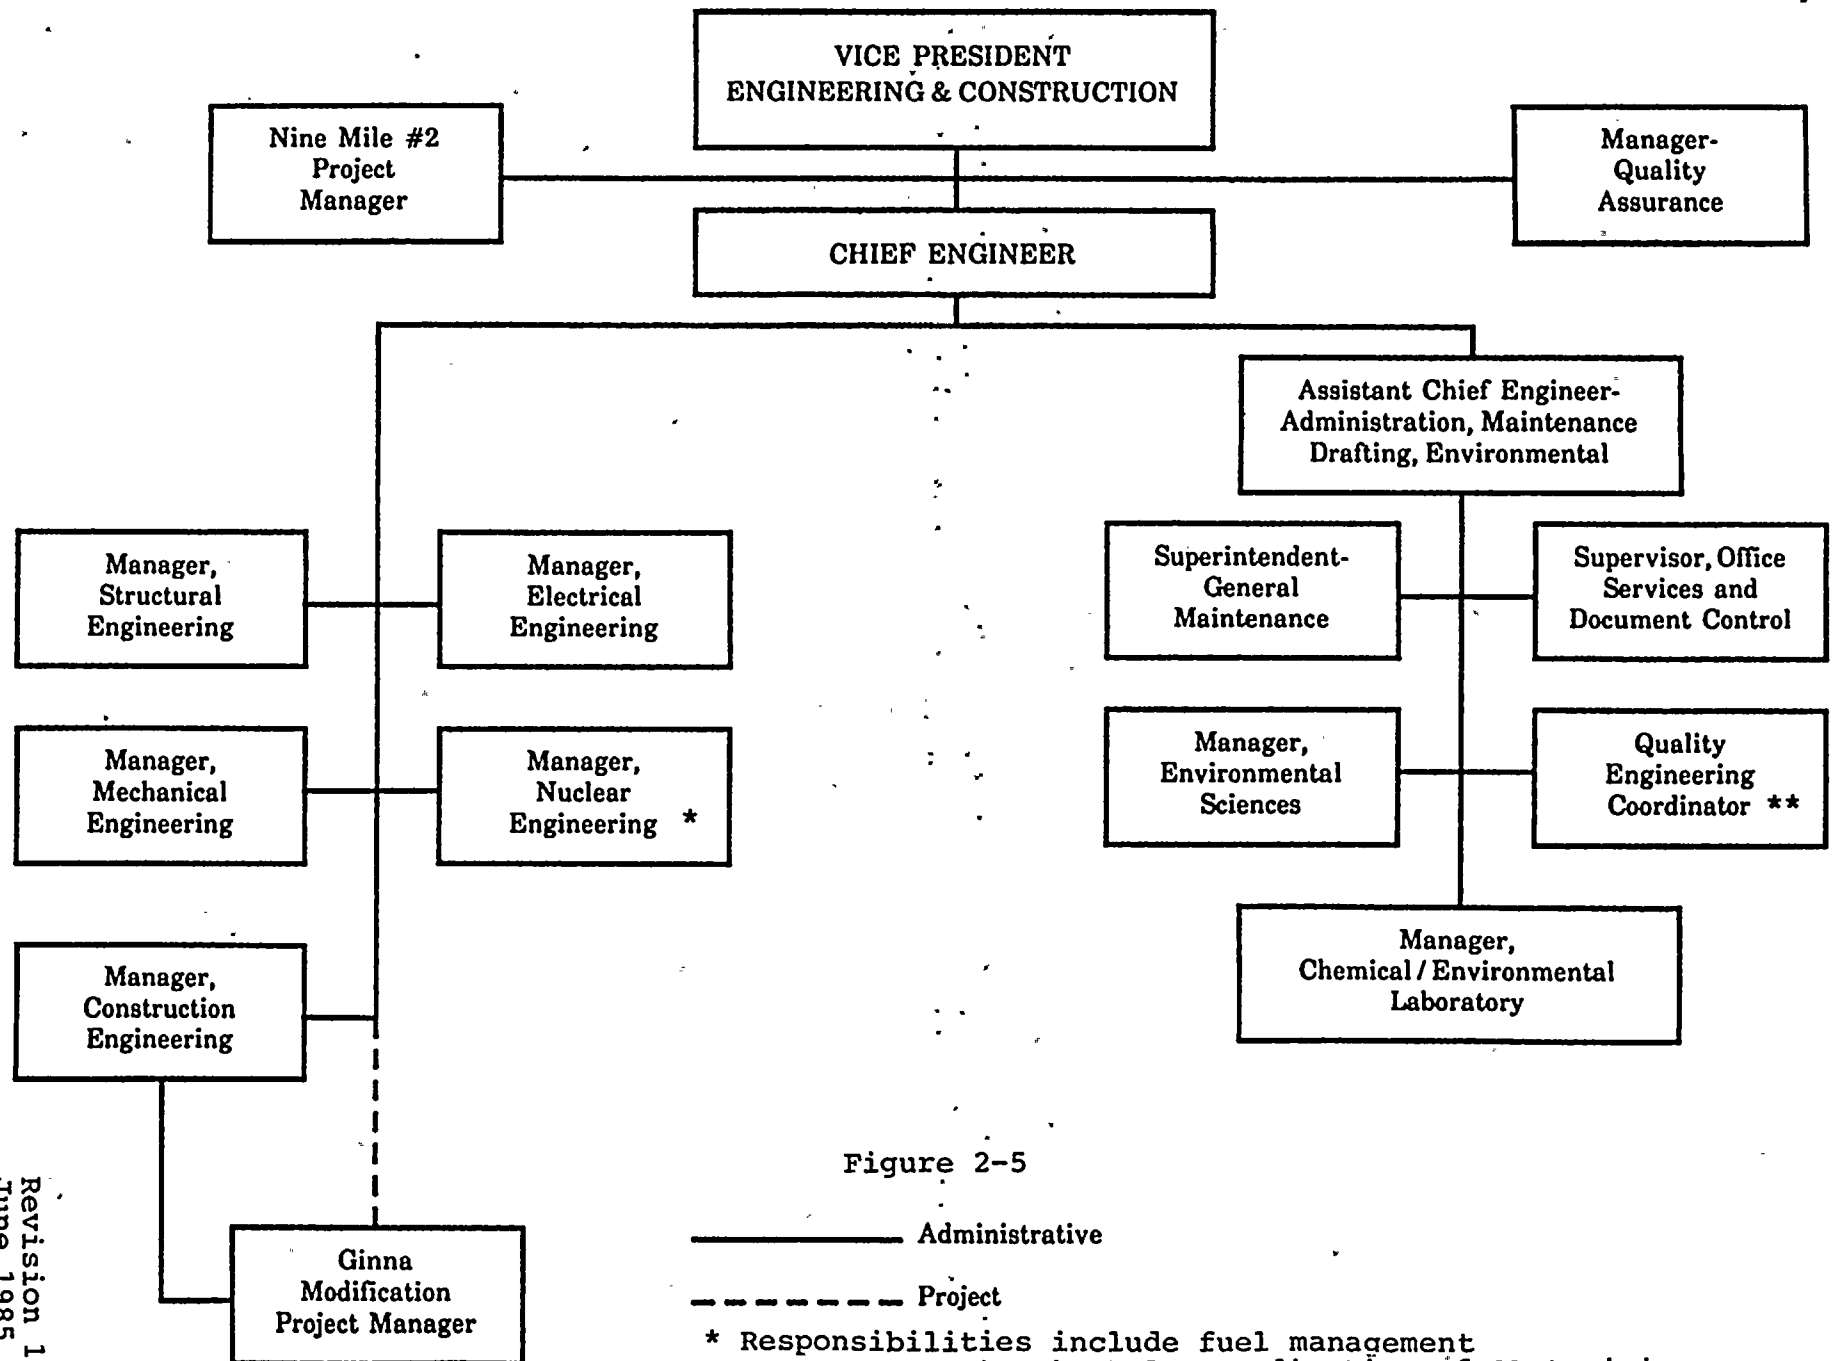 VICE PRESIDENT
ENGINEERING & CONSTRUCTION
Nine Mile #2
Project
Manager
Manager-
Quality
Assurance
CHIEF ENGINEER
Assistant Chief Engineer-
Administration, Maintenance
Drafting, Environmental
Manager,
Structural
Engineering
Manager,
Electrical
Engineering
Superintendent-
General
Maintenance
Supervisor, Office
Services and
Document Control
Manager,
Mechanical
Engineering
Manager,
Nuclear
Engineering *
Manager,
Environmental
Sciences
Quality
Engineering
Coordinator **
Manager,
Construction
Engineering
Manager,
Chemical / Environmental
Laboratory
Ginna
Modification
Project Manager
Figure 2-5
Administrative
Project
* Responsibilities include fuel management
Revision 1
June 1985